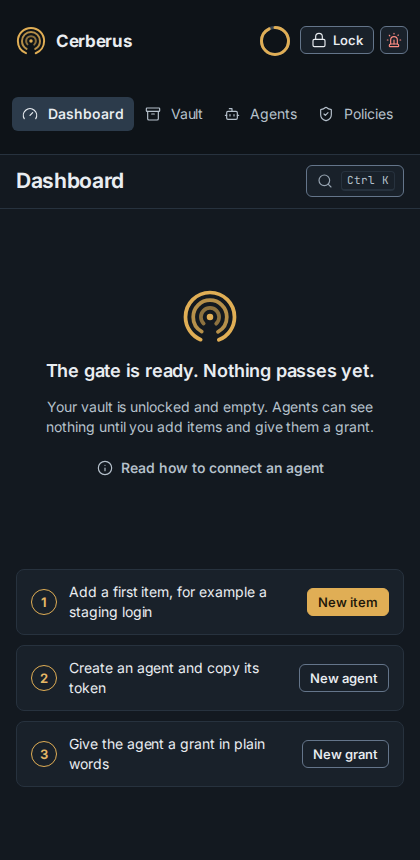 Cerberus
Lock
Dashboard
Vault
Agents
Policies
Dashboard
Ctrl K
The gate is ready. Nothing passes yet.
Your vault is unlocked and empty. Agents can see
nothing until you add items and give them a grant.
Read how to connect an agent
1
Add a first item, for example a
staging login
New item
2
Create an agent and copy its
token
New agent
3
Give the agent a grant in plain
words
New grant